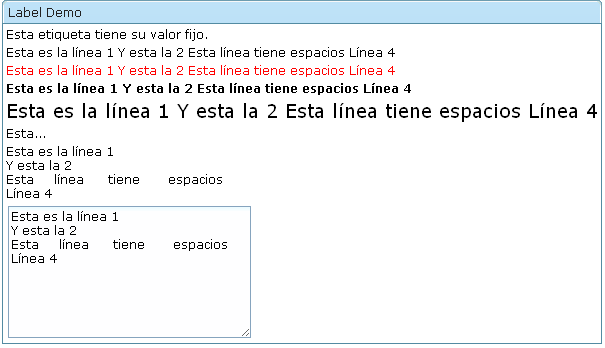 Label Demo
Esta etiqueta tiene su valor fijo.
Esta es la línea 1 Y esta la 2 Esta línea tiene espacios Línea 4
Esta es la línea 1 Y esta la 2 Esta línea tiene espacios Línea 4
Esta es la línea 1 Y esta la 2 Esta línea tiene espacios Línea 4
Esta es la línea 1 Y esta la 2 Esta línea tiene espacios Línea 4
Esta...
Esta es la línea 1
Y esta la 2
Esta     línea     tiene      espacios
Línea 4
Esta es la línea 1
Y esta la 2
Esta     línea     tiene      espacios
Línea 4